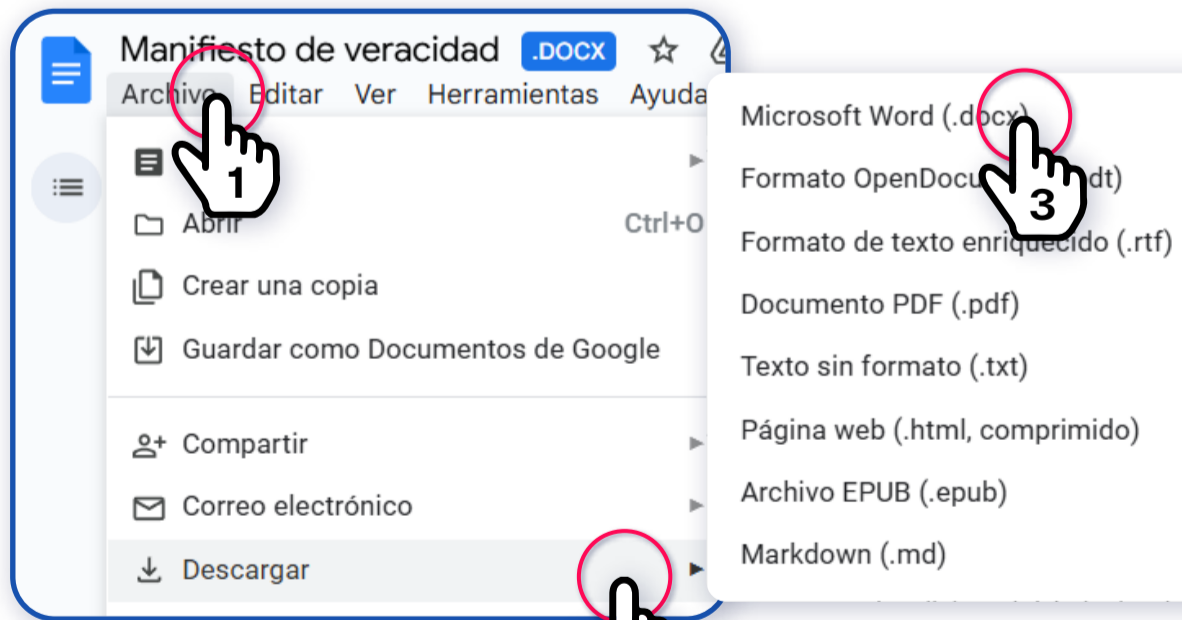 Manifiesto de veracidad .DOCX
Archivo Editar Ver Herramientas Ayuda
1
Abrir Ctrl+O
Crear una copia
Guardar como Documentos de Google
Compartir
Correo electrónico
Descargar
Microsoft Word (.docx)
3
Formato OpenDocu dt)
Formato de texto enriquecido (.rtf)
Documento PDF (.pdf)
Texto sin formato (.txt)
Página web (.html, comprimido)
Archivo EPUB (.epub)
Markdown (.md)